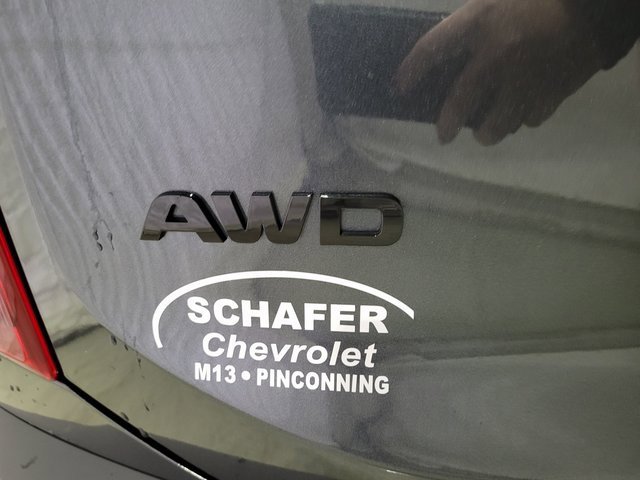 AWD
SCHAFER
Chevrolet
M13 • PINCONNING